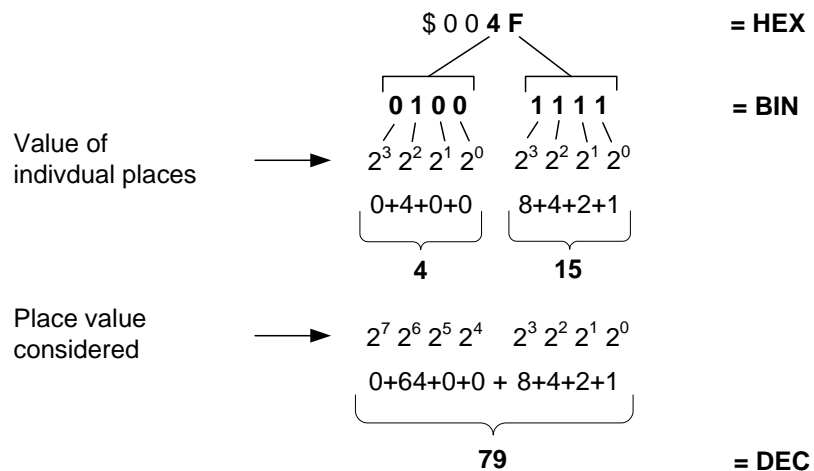 $ 0 0 4 F = HEX
0 1 0 0 1 1 1 1 = BIN
Value of
indivdual places
2³ 2² 2¹ 2⁰ 2³ 2² 2¹ 2⁰
0+4+0+0 8+4+2+1
4 15
Place value
considered
2⁷ 2⁶ 2⁵ 2⁴ 2³ 2² 2¹ 2⁰
0+64+0+0 + 8+4+2+1
79 = DEC